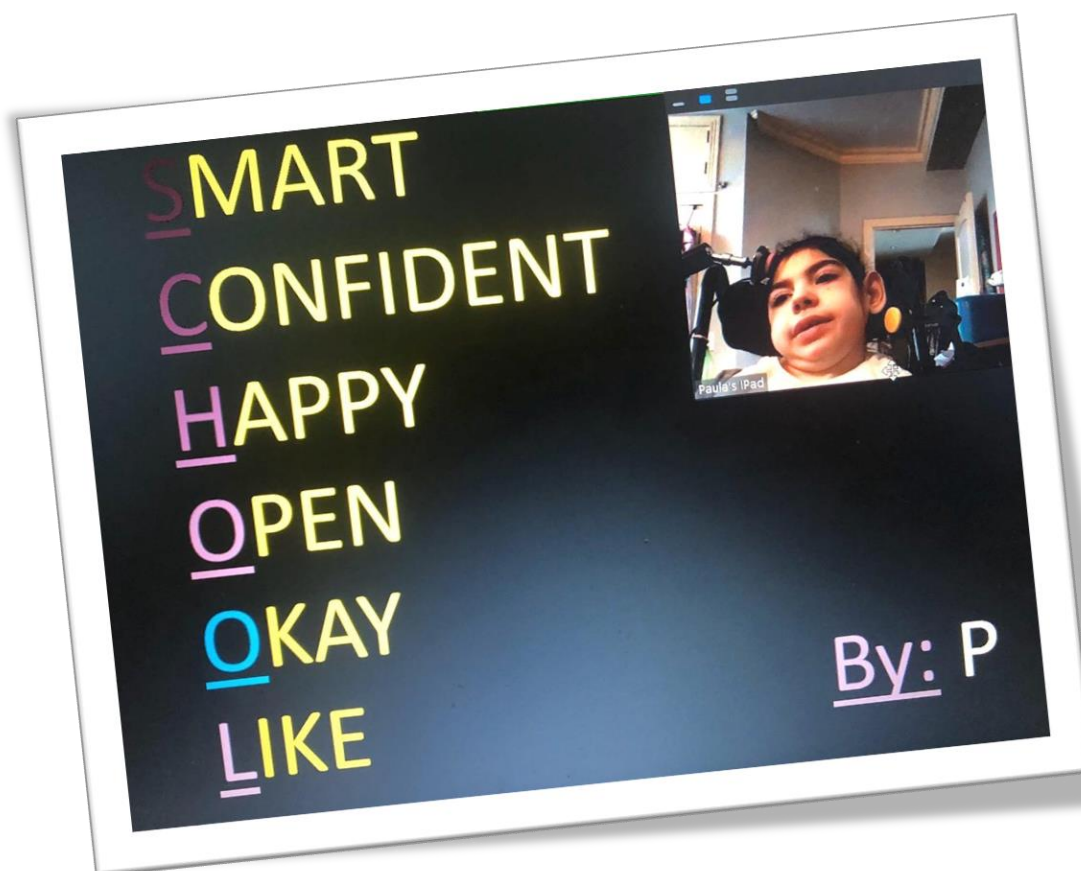 SMART
CONFIDENT
HAPPY
OPEN
OKAY
LIKE
Paula's iPad
By: P